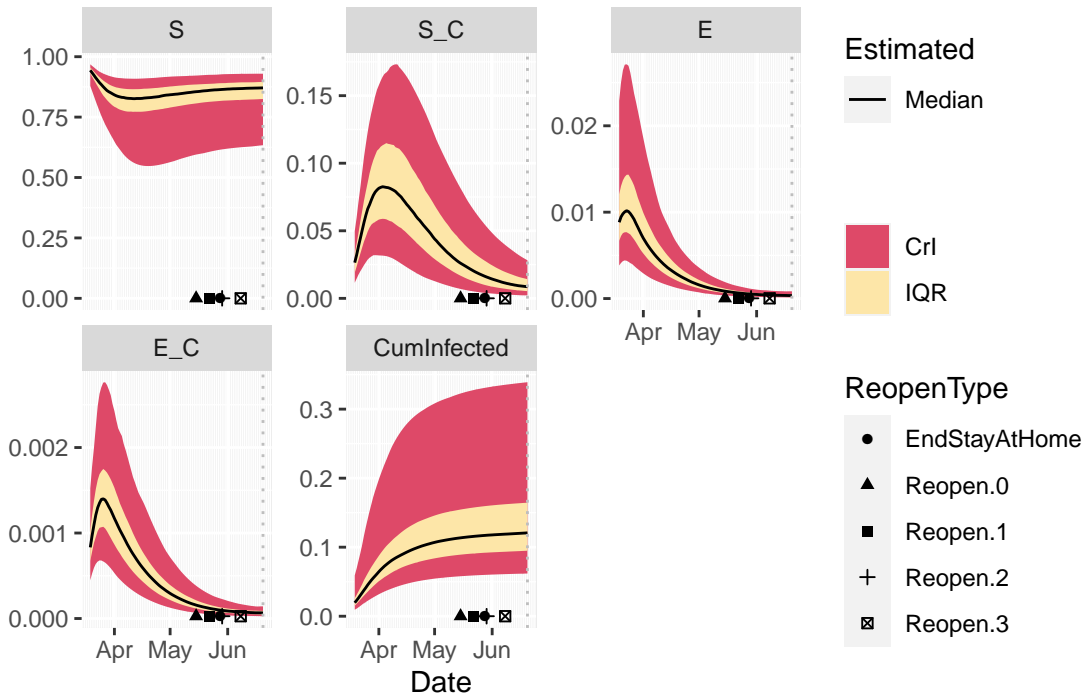 S
S_C
E
1.00
0.75
0.50
0.25
0.00
0.15
0.10
0.05
0.00
0.02
0.01
0.00
Apr May Jun
E_C
CumInfected
0.002
0.001
0.000
0.3
0.2
0.1
0.0
Apr May Jun
Apr May Jun
Date
Estimated
Median
CrI
IQR
ReopenType
EndStayAtHome
Reopen.0
Reopen.1
Reopen.2
Reopen.3